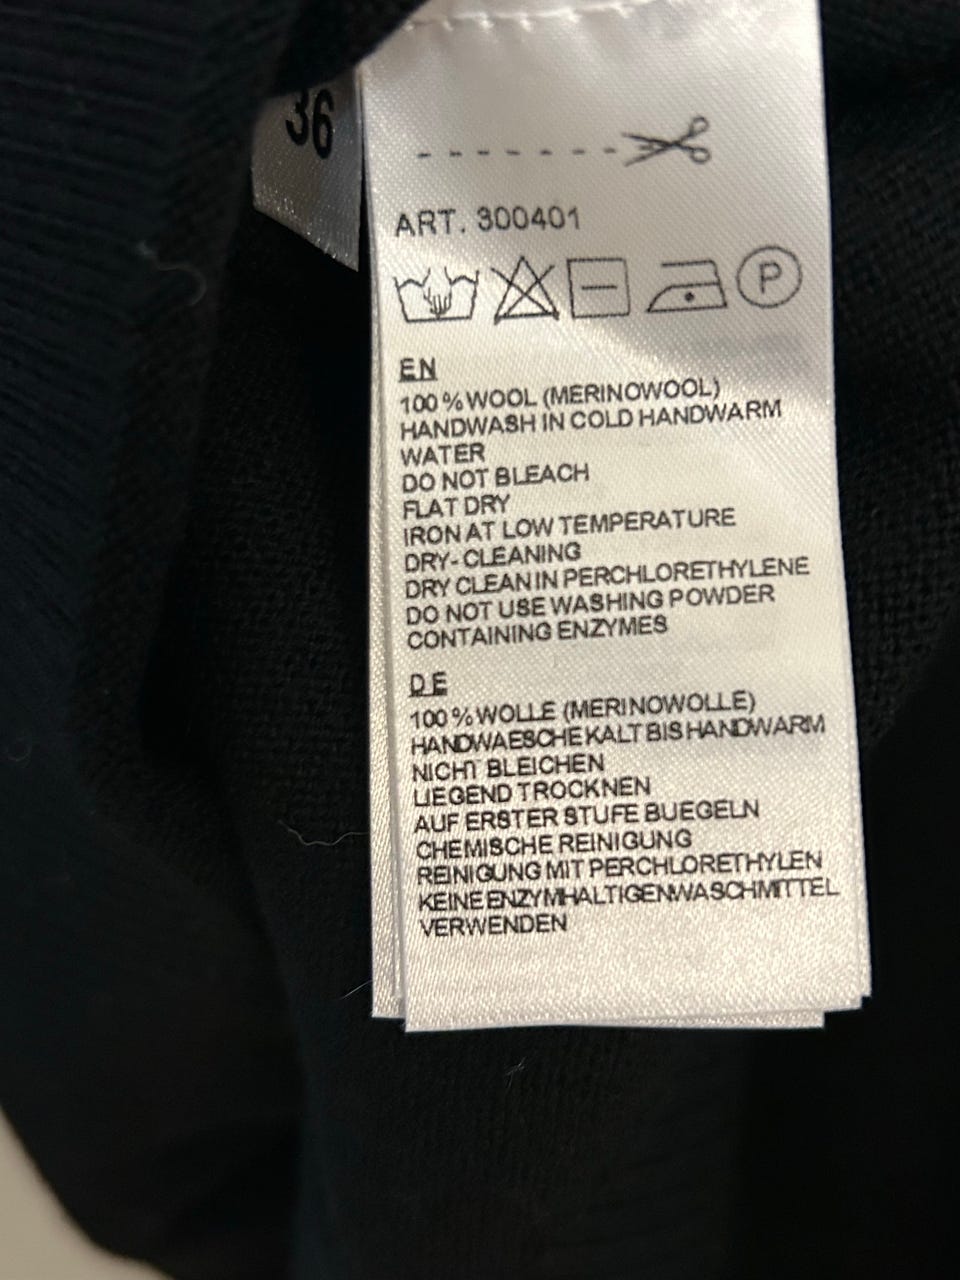 36
ART. 300401
P
EN
100 % WOOL (MERINOWOOL)
HANDWASH IN COLD HANDWARM
WATER
DO NOT BLEACH
FLAT DRY
IRON AT LOW TEMPERATURE
DRY- CLEANING
DRY CLEAN IN PERCHLORETHYLENE
DO NOT USE WASHING POWDER
CONTAINING ENZYMES
DE
100 % WOLLE (MERINOWOLLE)
HANDWAESCHE KALT BIS HANDWARM
NICHT BLEICHEN
LIEGEND TROCKNEN
AUF ERSTER STUFE BUEGELN
CHEMISCHE REINIGUNG
REINIGUNG MIT PERCHLORETHYLEN
KEINE ENZYMHALTIGEN WASCHMITTEL
VERWENDEN